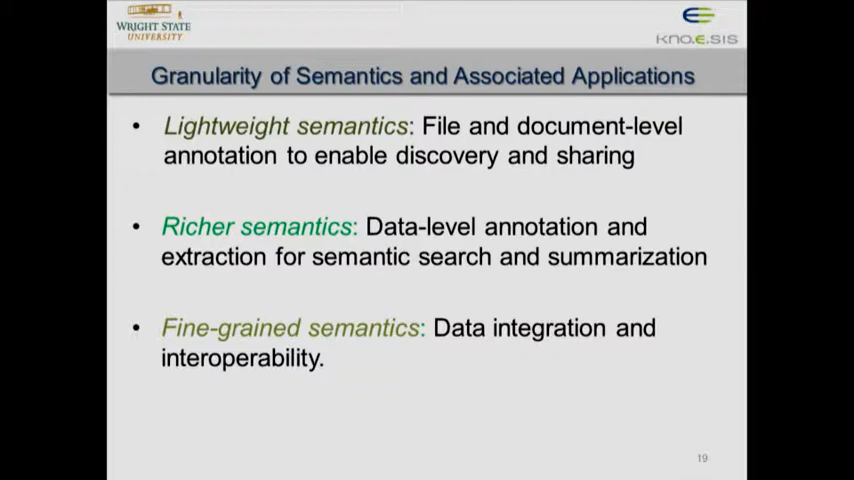 WRIGHT STATE
UNIVERSITY
kno.e.sis
Granularity of Semantics and Associated Applications
• Lightweight semantics: File and document-level
annotation to enable discovery and sharing
• Richer semantics: Data-level annotation and
extraction for semantic search and summarization
• Fine-grained semantics: Data integration and
interoperability.
19